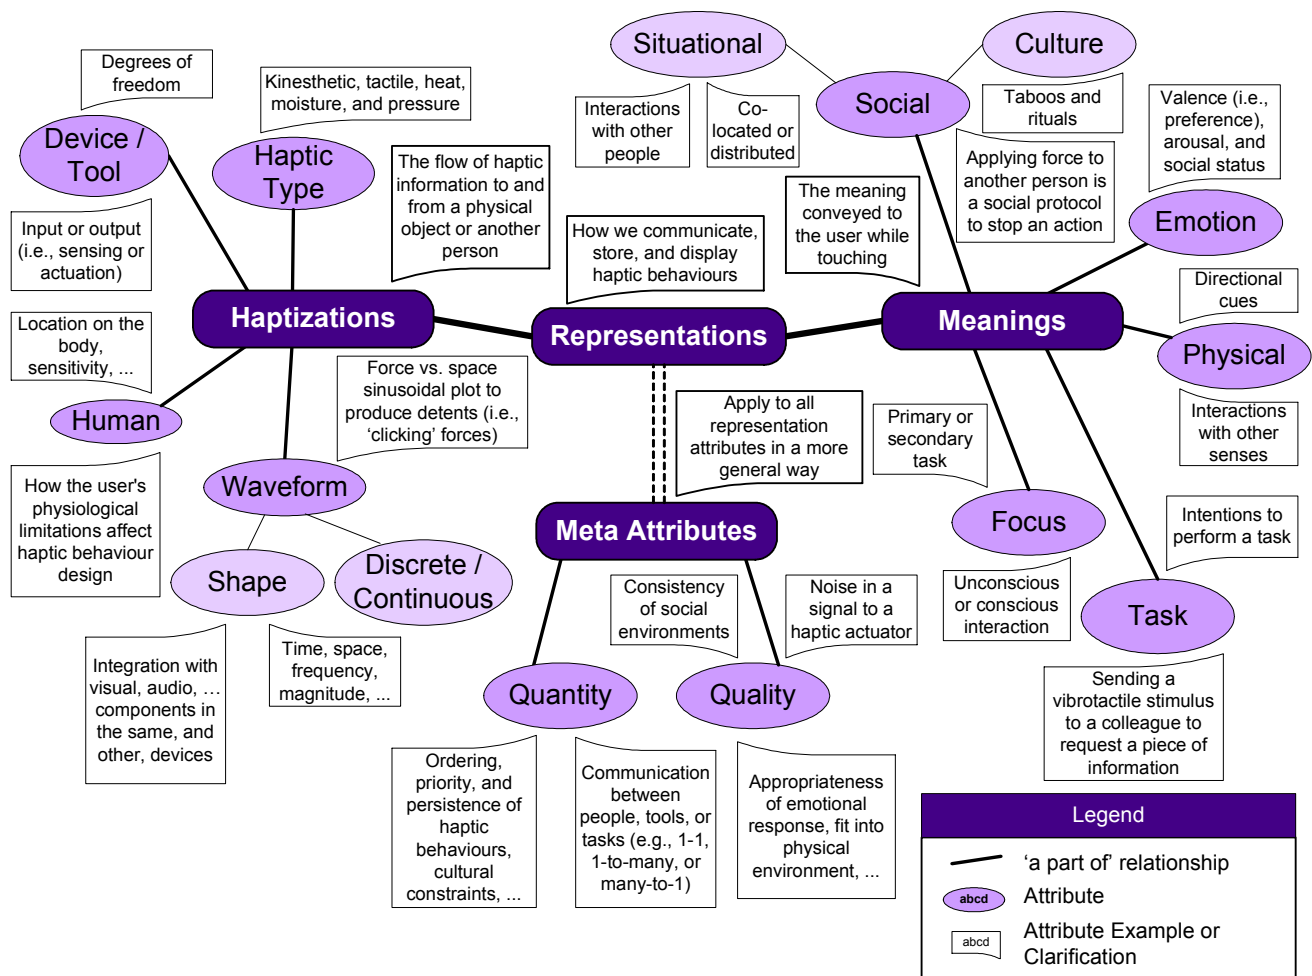 Situational
Culture
Degrees of
freedom
Kinesthetic, tactile, heat,
moisture, and pressure
Interactions
with other
people
Co-
located or
distributed
Social
Taboos and
rituals
Valence (i.e.,
preference),
arousal, and
social status
Device /
Tool
Haptic
Type
The flow of haptic
information to and
from a physical
object or another
person
How we communicate,
store, and display
haptic behaviours
The meaning
conveyed to
the user while
touching
Applying force to
another person is
a social protocol
to stop an action
Emotion
Input or output
(i.e., sensing or
actuation)
Directional
cues
Haptizations
Representations
Meanings
Physical
Location on the
body,
sensitivity, ...
Human
Force vs. space
sinusoidal plot to
produce detents (i.e.,
‘clicking’ forces)
Apply to all
representation
attributes in a more
general way
Primary or
secondary
task
Interactions
with other
senses
How the user's
physiological
limitations affect
haptic behaviour
design
Waveform
Meta Attributes
Focus
Intentions to
perform a task
Shape
Discrete /
Continuous
Consistency
of social
environments
Noise in a
signal to a
haptic actuator
Unconscious
or conscious
interaction
Task
Integration with
visual, audio, …
components in
the same, and
other, devices
Time, space,
frequency,
magnitude, ...
Quantity
Quality
Sending a
vibrotactile stimulus
to a colleague to
request a piece of
information
Ordering,
priority, and
persistence of
haptic
behaviours,
cultural
constraints, ...
Communication
between
people, tools, or
tasks (e.g., 1-1,
1-to-many, or
many-to-1)
Appropriateness
of emotional
response, fit into
physical
environment, ...
Legend
‘a part of’ relationship
abcd
Attribute
abcd
Attribute Example or
Clarification